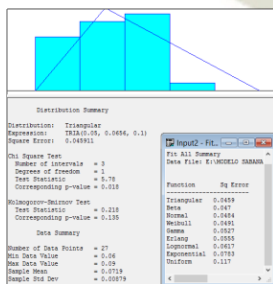 Distribution Summary
Distribution: Triangular
Expression: TRIA(0.05, 0.0656, 0.1)
Square Error: 0.045911
Chi Square Test
Number of intervals = 3
Degrees of freedom = 1
Test Statistic = 5.78
Corresponding p-value = 0.018
Kolmogorov-Smirnov Test
Test Statistic = 0.218
Corresponding p-value = 0.135
Data Summary
Number of Data Points = 27
Min Data Value = 0.06
Max Data Value = 0.09
Sample Mean = 0.0719
Sample Std Dev = 0.00879
Input2 - Fit...
Fit All Summary
Data File: E:\MODELO SABANA
Function Sq Error
Triangular 0.0459
Beta 0.047
Normal 0.0484
Weibull 0.0491
Gamma 0.0527
Erlang 0.0555
Lognormal 0.0617
Exponential 0.0783
Uniform 0.117